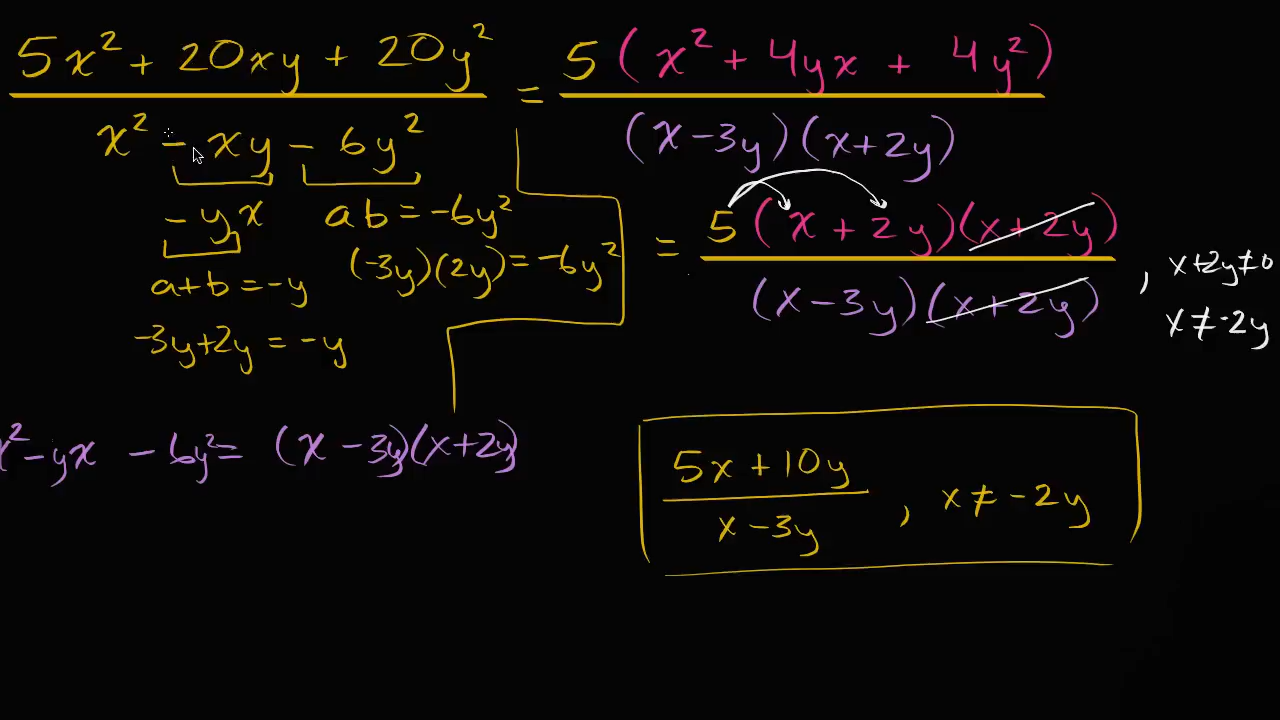 5x² + 20xy + 20y² / x² - xy - 6y² = 5(x² + 4yx + 4y²) / (x-3y)(x+2y)
-yx
ab = -6y²
a+b = -y
(-3y)(2y) = -6y²
-3y+2y = -y
= 5(x+2y)(x+2y) / (x-3y)(x+2y) , x+2y≠0
x≠-2y
x² -yx - 6y² = (x-3y)(x+2y)
5x+10y / x-3y , x≠-2y